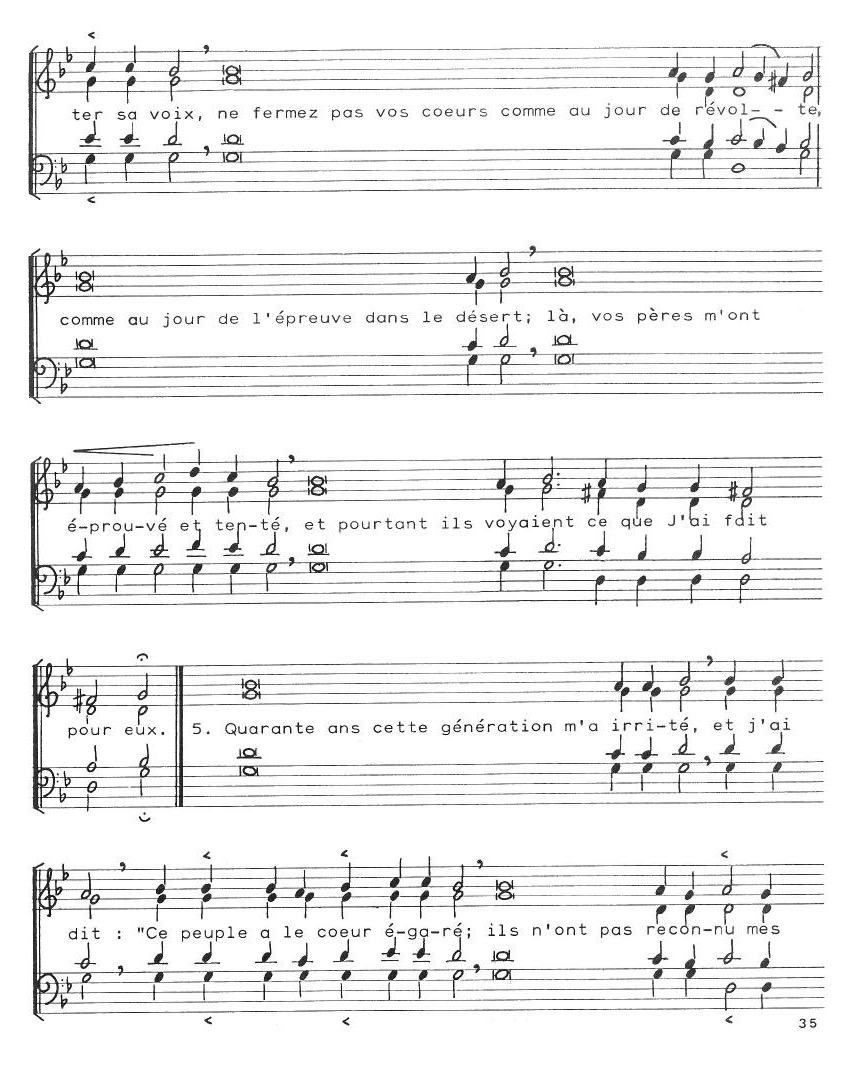 ter sa voix, ne fermez pas vos coeurs comme au jour de révol- - te,
comme au jour de l'épreuve dans le désert; là, vos pères m'ont
é-prou-vé et ten-té, et pourtant ils voyaient ce que J'ai fait
pour eux. 5. Quarante ans cette génération m'a irri-té, et j'ai
dit : "Ce peuple a le coeur é-ga-ré; ils n'ont pas recon-nu mes
35